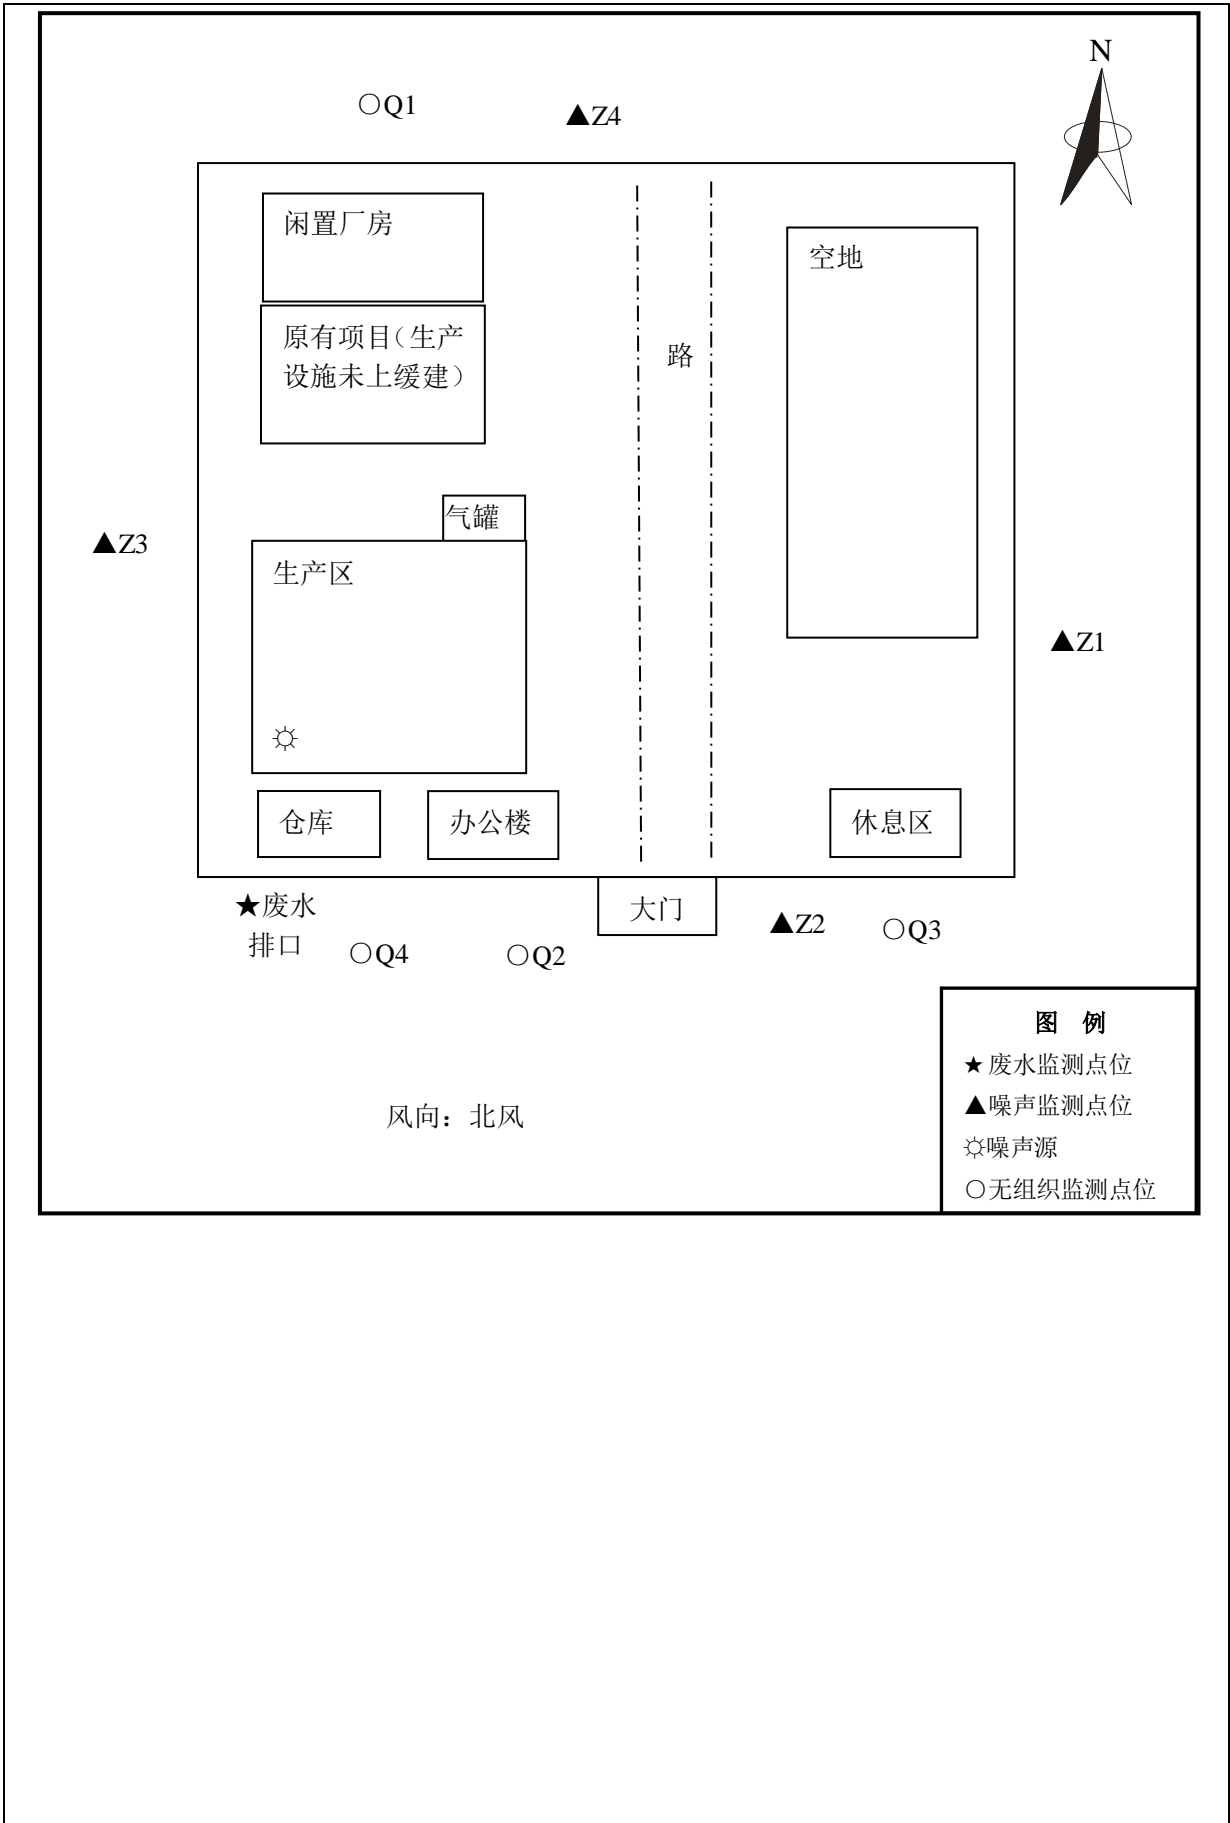 N
○Q1
▲Z4
闲置厂房
空地
原有项目（生产
设施未上缓建）
路
气罐
▲Z3
生产区
▲Z1
仓库
办公楼
休息区
★废水
排口
大门
▲Z2
○Q3
○Q4
○Q2
图 例
★废水监测点位
▲噪声监测点位
☼噪声源
○无组织监测点位
风向：北风